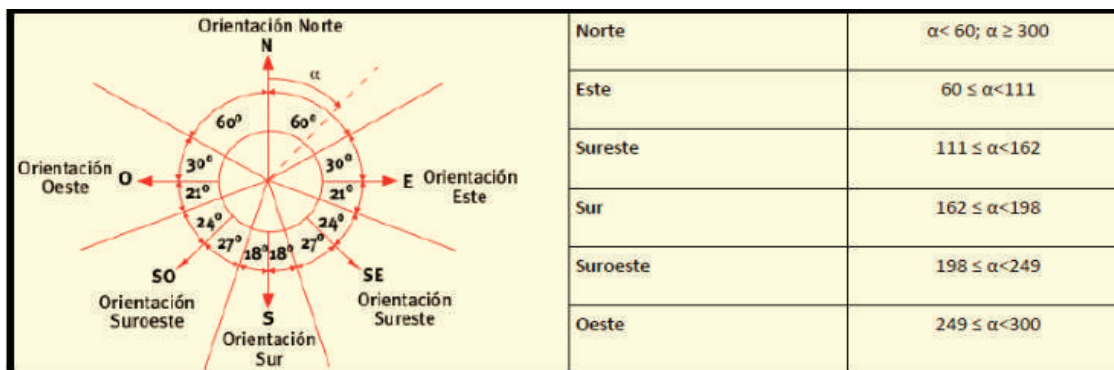 Orientación Norte
N
α
60º 60º
30º 30º
Orientación
Oeste
O
E
Orientación
Este
21º 21º
24º 24º
27º 18º 18º 27º
SO
Orientación
Suroeste
S
Orientación
Sur
SE
Orientación
Sureste
Norte α< 60; α ≥ 300
Este 60 ≤ α<111
Sureste 111 ≤ α<162
Sur 162 ≤ α<198
Suroeste 198 ≤ α<249
Oeste 249 ≤ α<300